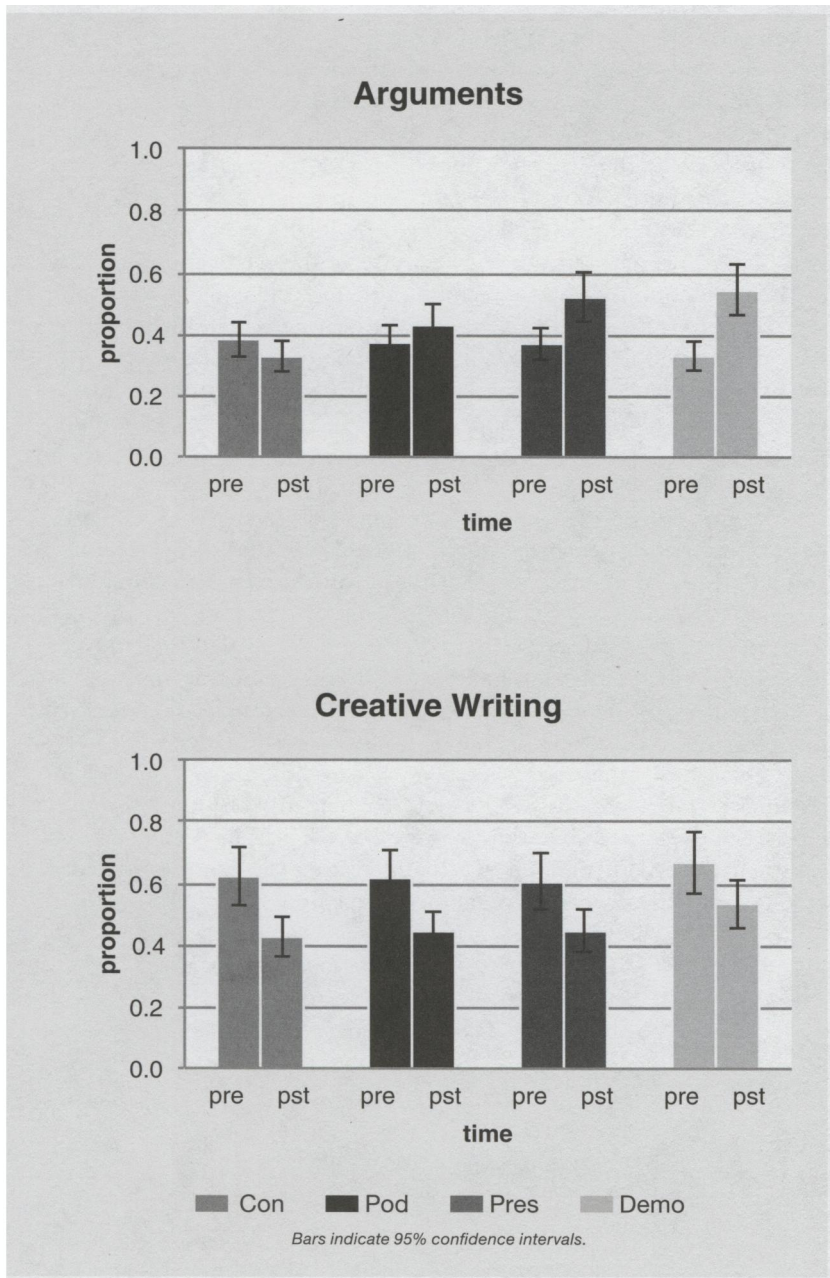 Arguments
1.0
0.8
0.6
0.4
0.2
0.0
proportion
pre pst pre pst pre pst pre pst
time
Creative Writing
1.0
0.8
0.6
0.4
0.2
0.0
proportion
pre pst pre pst pre pst pre pst
time
Con Pod Pres Demo
Bars indicate 95% confidence intervals.